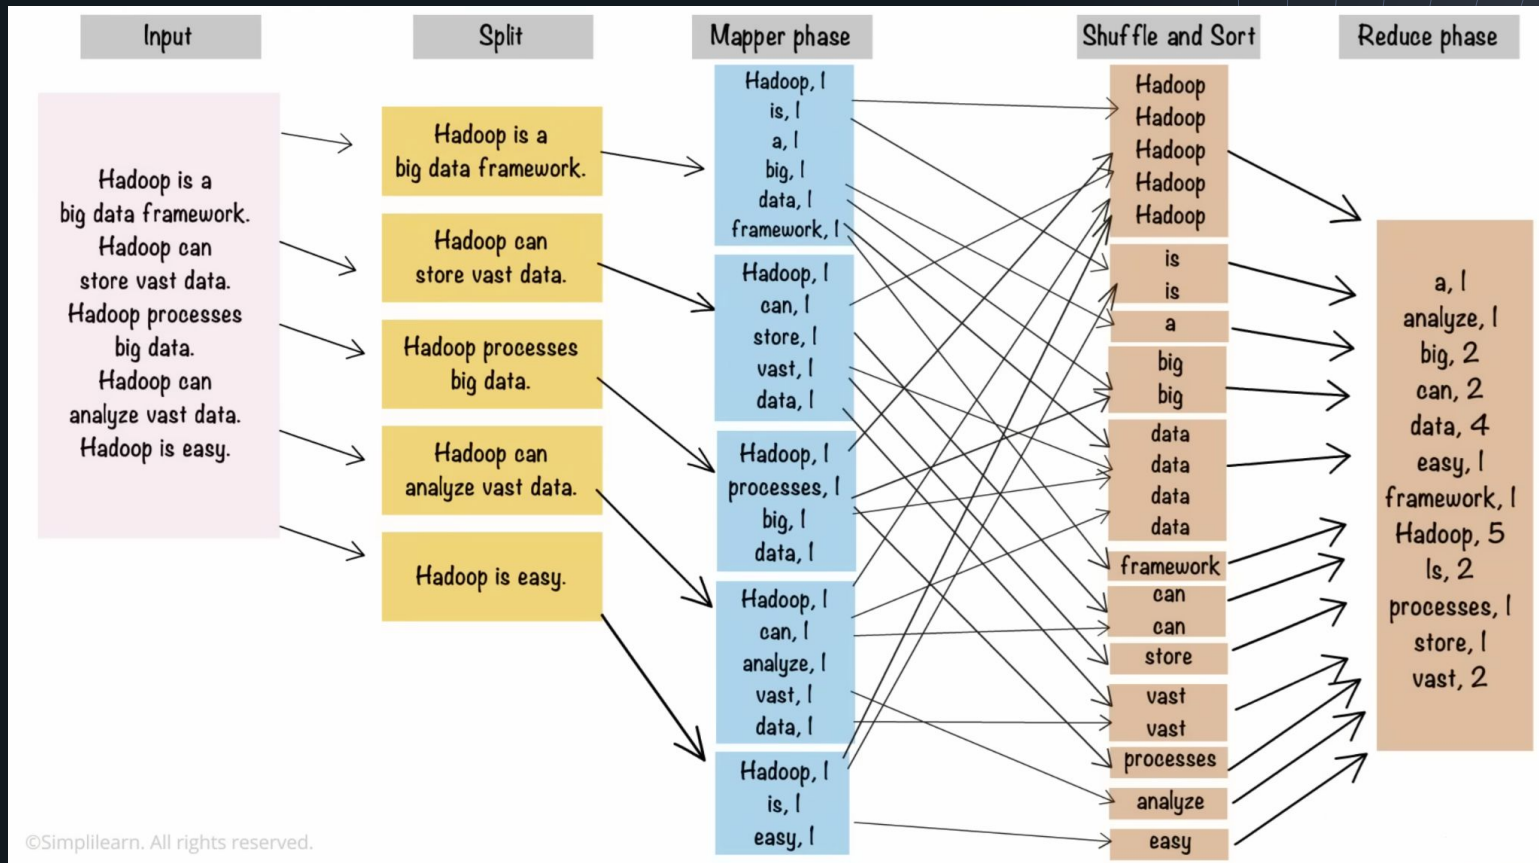 Input
Hadoop is a
big data framework.
Hadoop can
store vast data.
Hadoop processes
big data.
Hadoop can
analyze vast data.
Hadoop is easy.
Split
Hadoop is a
big data framework.
Hadoop can
store vast data.
Hadoop processes
big data.
Hadoop can
analyze vast data.
Hadoop is easy.
Mapper phase
Hadoop, 1
is, 1
a, 1
big, 1
data, 1
framework, 1
Hadoop, 1
can, 1
store, 1
vast, 1
data, 1
Hadoop, 1
processes, 1
big, 1
data, 1
Hadoop, 1
can, 1
analyze, 1
vast, 1
data, 1
Hadoop, 1
is, 1
easy, 1
Shuffle and Sort
Hadoop
Hadoop
Hadoop
Hadoop
Hadoop
is
is
a
big
big
data
data
data
data
framework
can
can
store
vast
vast
processes
analyze
easy
Reduce phase
a, 1
analyze, 1
big, 2
can, 2
data, 4
easy, 1
framework, 1
Hadoop, 5
Is, 2
processes, 1
store, 1
vast, 2
©Simplilearn. All rights reserved.